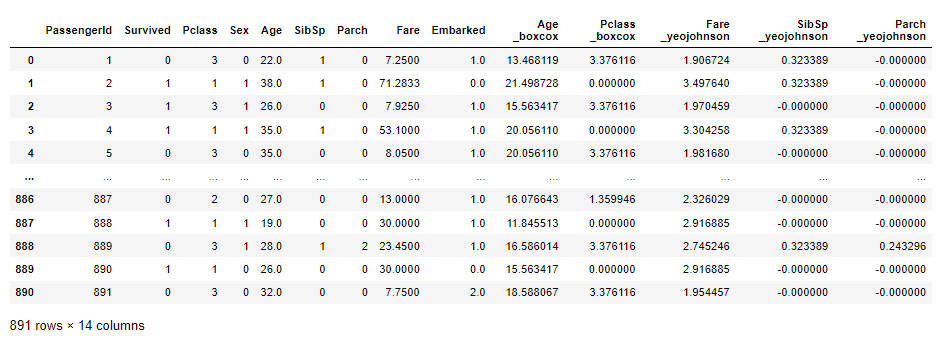 PassengerId Survived Pclass Sex Age SibSp Parch Fare Embarked Age_boxcox Pclass_boxcox Fare_yeojohnson SibSp_yeojohnson Parch_yeojohnson
0 1 0 3 0 22.0 1 0 7.2500 1.0 13.468119 3.376116 1.906724 0.323389 -0.000000
1 2 1 1 1 38.0 1 0 71.2833 0.0 21.498728 0.000000 3.497640 0.323389 -0.000000
2 3 1 3 1 26.0 0 0 7.9250 1.0 15.563417 3.376116 1.970459 -0.000000 -0.000000
3 4 1 1 1 35.0 1 0 53.1000 1.0 20.056110 0.000000 3.304258 0.323389 -0.000000
4 5 0 3 0 35.0 0 0 8.0500 1.0 20.056110 3.376116 1.981680 -0.000000 -0.000000
... ... ... ... ... ... ... ... ... ... ... ... ... ... ...
886 887 0 2 0 27.0 0 0 13.0000 1.0 16.076643 1.359946 2.326029 -0.000000 -0.000000
887 888 1 1 1 19.0 0 0 30.0000 1.0 11.845513 0.000000 2.916885 -0.000000 -0.000000
888 889 0 3 1 28.0 1 2 23.4500 1.0 16.586014 3.376116 2.745246 0.323389 0.243296
889 890 1 1 0 26.0 0 0 30.0000 0.0 15.563417 0.000000 2.916885 -0.000000 -0.000000
890 891 0 3 0 32.0 0 0 7.7500 2.0 18.588067 3.376116 1.954457 -0.000000 -0.000000
891 rows × 14 columns